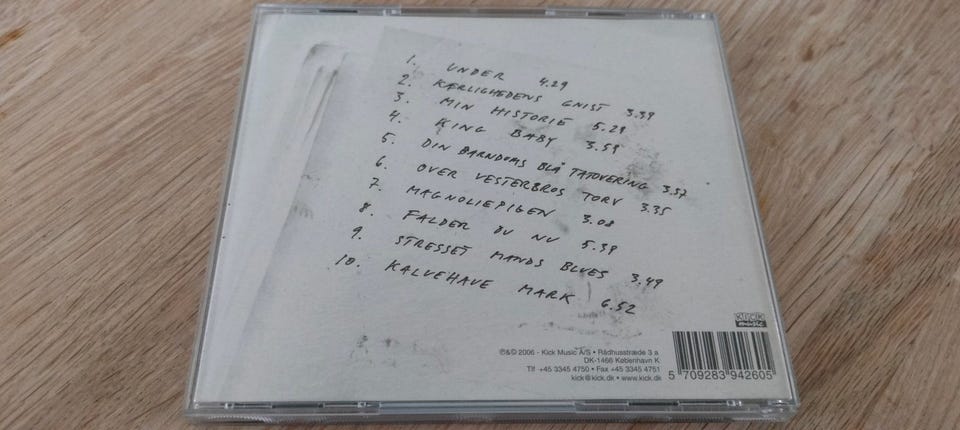 1. UNDER 4.29
2. KÆRLIGHEDENS GNIST 3.39
3. MIN HISTORIE 5.29
4. KING BABY 3.59
5. DIN BARNDOMS BLÅ TATOVERING 3.57
6. OVER VESTERBROS TORV 3.35
7. MAGNOLIEPIGEN 3.08
8. FALDER DU NU 5.39
9. STRESSET MANDS BLUES 3.49
10. KALVEHAVE MARK 6.52
KICK
music
℗&© 2006 - Kick Music A/S • Rådhusstræde 3 a
DK-1466 København K
Tlf +45 3345 4750 • Fax +45 3345 4751
kick@kick.dk • www.kick.dk
5 709283 942605